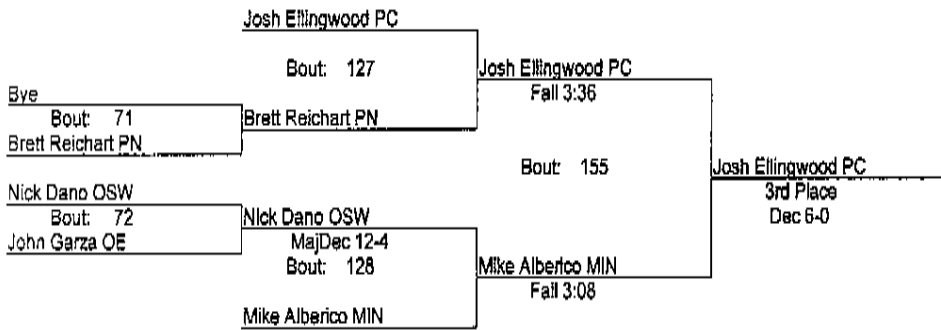 Josh Ellingwood PC
Bout: 127
Josh Ellingwood PC
Fall 3:36
Bye
Bout: 71
Brett Reichart PN
Brett Reichart PN
Bout: 155
Josh Ellingwood PC
3rd Place
Dec 6-0
Nick Dano OSW
Bout: 72
John Garza OE
Nick Dano OSW
MajDec 12-4
Bout: 128
Mike Alberico MIN
Fall 3:08
Mike Alberico MIN